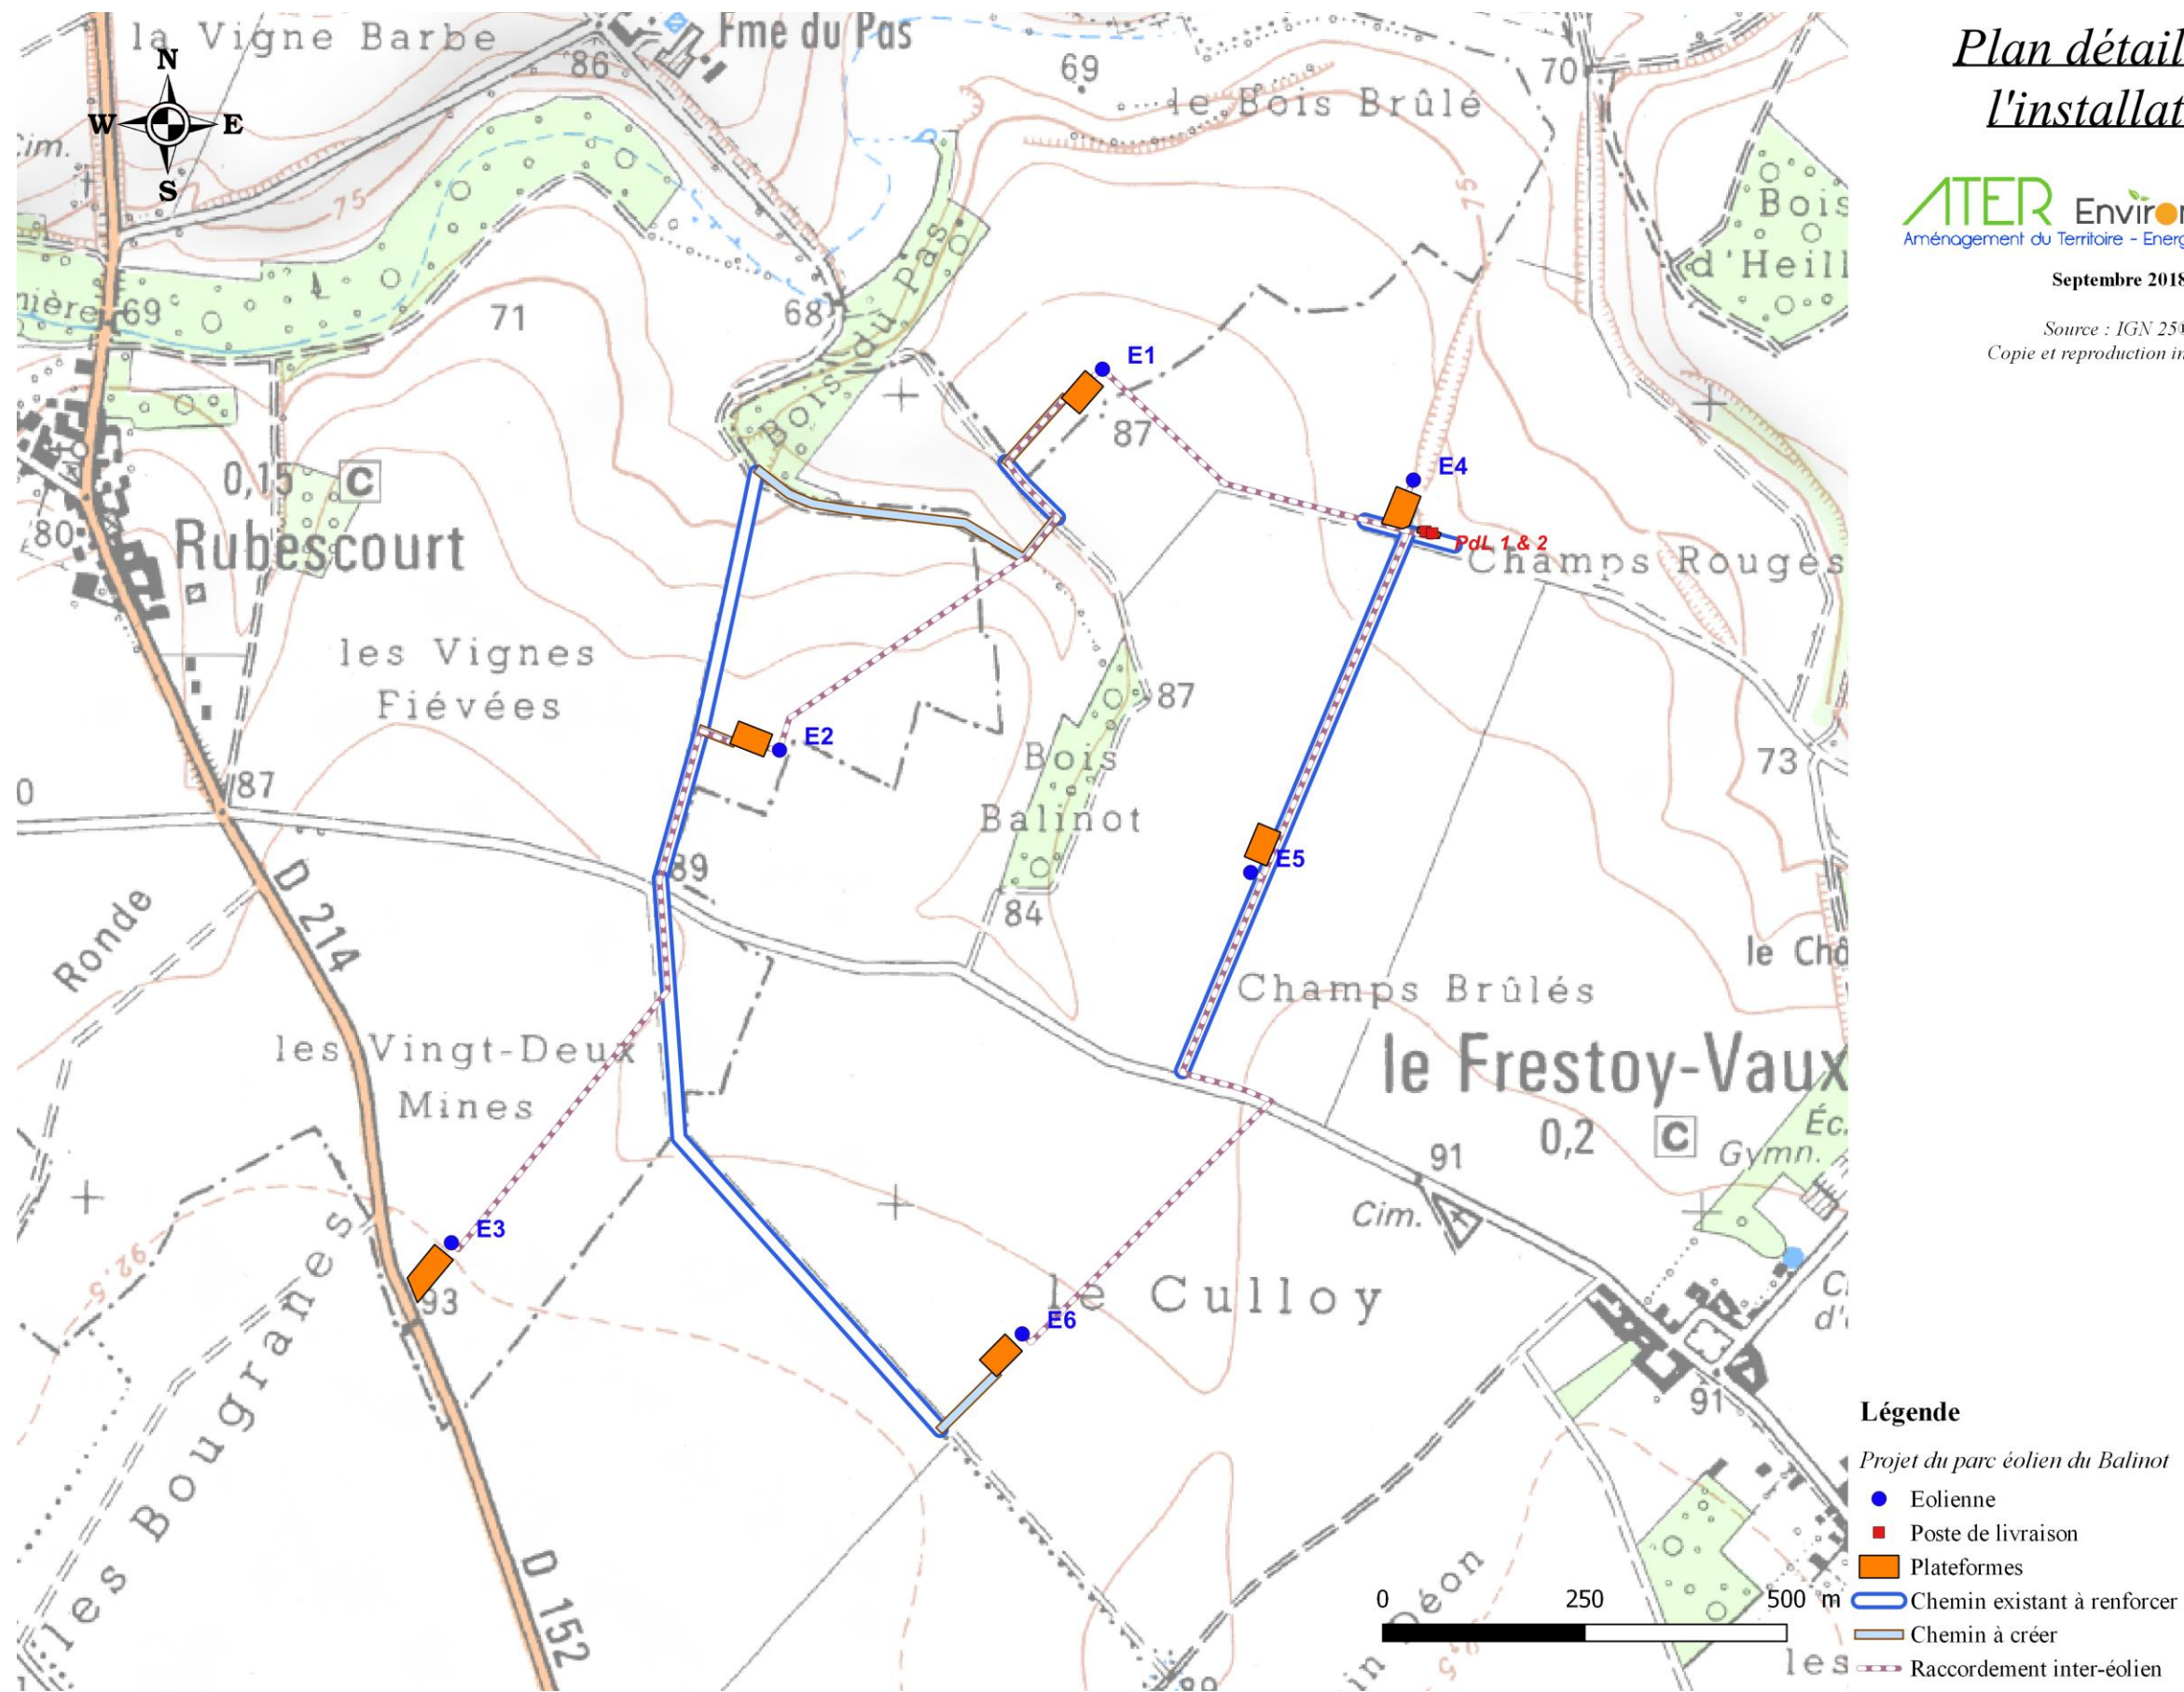 la Vigne Barbe
Fme du Pas
86
69
le Bois Brûlé
70
Plan détail
l'installat
N
W E
S
75
75
Bois
d'Heill
ATER Enviro
Aménagement du Territoire - Energ
Septembre 2018
Source : IGN 25
Copie et reproduction in
69
71
68
Bois du Pas
E1
87
E4
PdL 1 & 2
Champs Rouges
0,15 C
80
Rubescourt
les Vignes
Fiévées
E2
87
Bois
Balinot
73
87
89
E5
84
D 214
Ronde
Champs Brûlés
le Frestoy-Vaux
0,2 C
Gymn.
91
Cim.
les Vingt-Deux
Mines
E3
93
92,5
le Culloy
E6
91
les Bougranes
D 152
Légende
Projet du parc éolien du Balinot
Eolienne
Poste de livraison
Plateformes
Chemin existant à renforcer
Chemin à créer
Raccordement inter-éolien
0 250 500 m
les